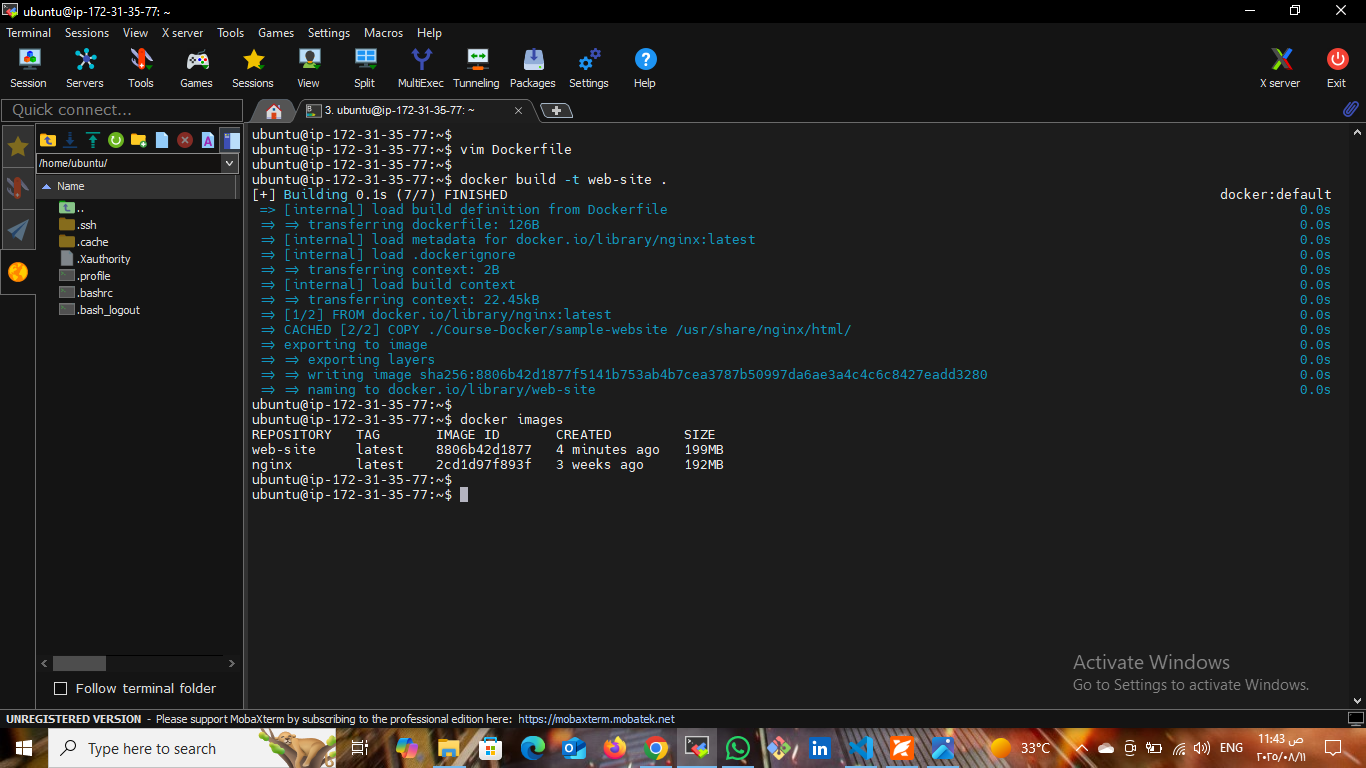 ubuntu@ip-172-31-35-77: ~
Terminal Sessions View X server Tools Games Settings Macros Help
Session Servers Tools Games Sessions View Split MultiExec Tunneling Packages Settings Help X server Exit
Quick connect...
3. ubuntu@ip-172-31-35-77: ~
/home/ubuntu/
Name
..
.ssh
.cache
.Xauthority
.profile
.bashrc
.bash_logout
Follow terminal folder
ubuntu@ip-172-31-35-77:~$
ubuntu@ip-172-31-35-77:~$ vim Dockerfile
ubuntu@ip-172-31-35-77:~$
ubuntu@ip-172-31-35-77:~$ docker build -t web-site .
[+] Building 0.1s (7/7) FINISHED docker:default
=> [internal] load build definition from Dockerfile 0.0s
=> => transferring dockerfile: 126B 0.0s
=> [internal] load metadata for docker.io/library/nginx:latest 0.0s
=> [internal] load .dockerignore 0.0s
=> => transferring context: 2B 0.0s
=> [internal] load build context 0.0s
=> => transferring context: 22.45kB 0.0s
=> [1/2] FROM docker.io/library/nginx:latest 0.0s
=> CACHED [2/2] COPY ./Course-Docker/sample-website /usr/share/nginx/html/ 0.0s
=> exporting to image 0.0s
=> => exporting layers 0.0s
=> => writing image sha256:8806b42d1877f5141b753ab4b7cea3787b50997da6ae3a4c4c6c8427eadd3280 0.0s
=> => naming to docker.io/library/web-site 0.0s
ubuntu@ip-172-31-35-77:~$
ubuntu@ip-172-31-35-77:~$ docker images
REPOSITORY TAG IMAGE ID CREATED SIZE
web-site latest 8806b42d1877 4 minutes ago 199MB
nginx latest 2cd1d97f893f 3 weeks ago 192MB
ubuntu@ip-172-31-35-77:~$
ubuntu@ip-172-31-35-77:~$
Activate Windows
Go to Settings to activate Windows.
UNREGISTERED VERSION - Please support MobaXterm by subscribing to the professional edition here: https://mobaxterm.mobatek.net
Type here to search
33°C
ENG
11:43 ص
٢٠٢٥/٠٨/١١